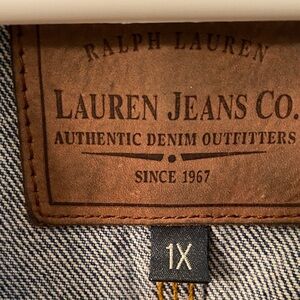 RALPH LAUREN
LAUREN JEANS CO.
AUTHENTIC DENIM OUTFITTERS
SINCE 1967
1X